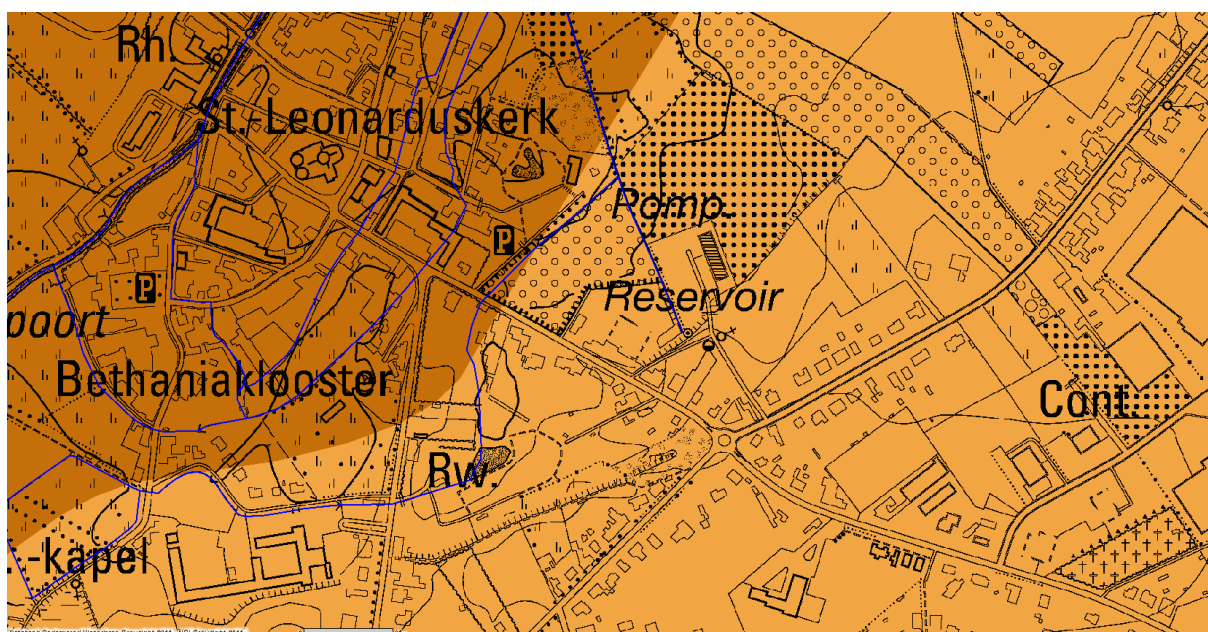 Rh.
St.-Leonarduskerk
Pomp.
P
Reservoir
P
poort
Bethaniaklooster
Cont.
Rw.
.-kapel